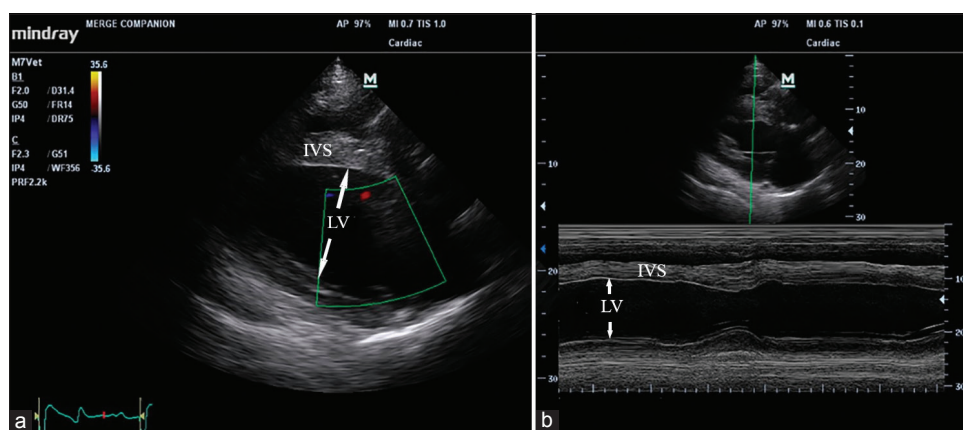 MERGE COMPANION
AP 97% MI 0.7 TIS 1.0
mindray
Cardiac
M7Vet
35.6
B1
F2.0 / D31.4
G50 / FR14
IP4 / DR75
C
F2.3 / G51
IP4 / WF356
-35.6
PRF2.2k
M
IVS
LV
10
20
30
a
AP 97% MI 0.6 TIS 0.1
Cardiac
M
10
20
30
IVS
LV
10
20
30
b